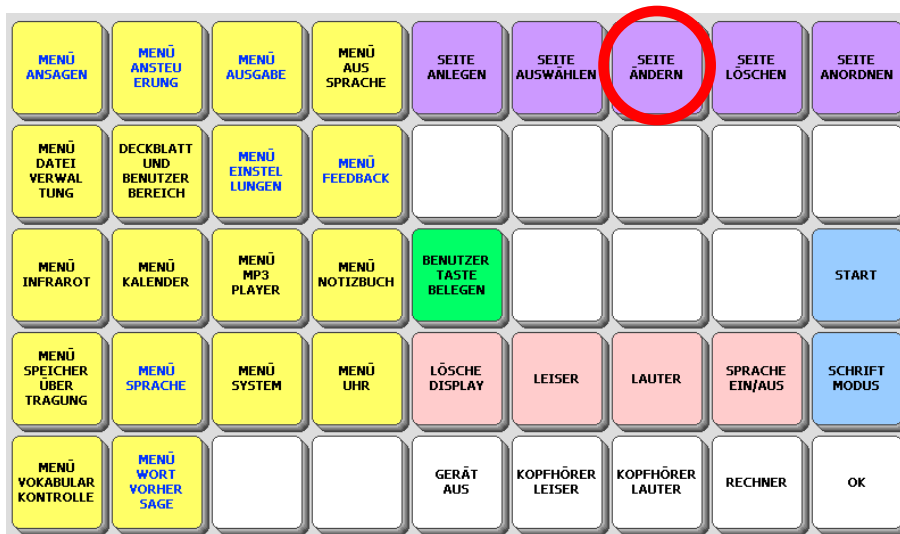 MENÜ
ANSAGEN
MENÜ
ANSTEU
ERUNG
MENÜ
AUSGABE
MENÜ
AUS
SPRACHE
SEITE
ANLEGEN
SEITE
AUSWÄHLEN
SEITE
ÄNDERN
SEITE
LÖSCHEN
SEITE
ANORDNEN
MENÜ
DATEI
VERWAL
TUNG
DECKBLATT
UND
BENUTZER
BEREICH
MENÜ
EINSTEL
LUNGEN
MENÜ
FEEDBACK
MENÜ
INFRAROT
MENÜ
KALENDER
MENÜ
MP3
PLAYER
MENÜ
NOTIZBUCH
BENUTZER
TASTE
BELEGEN
START
MENÜ
SPEICHER
ÜBER
TRAGUNG
MENÜ
SPRACHE
MENÜ
SYSTEM
MENÜ
UHR
LÖSCHE
DISPLAY
LEISER
LAUTER
SPRACHE
EIN/AUS
SCHRIFT
MODUS
MENÜ
VOKABULAR
KONTROLLE
MENÜ
WORT
VORHER
SAGE
GERÄT
AUS
KOPFHÖRER
LEISER
KOPFHÖRER
LAUTER
RECHNER
OK